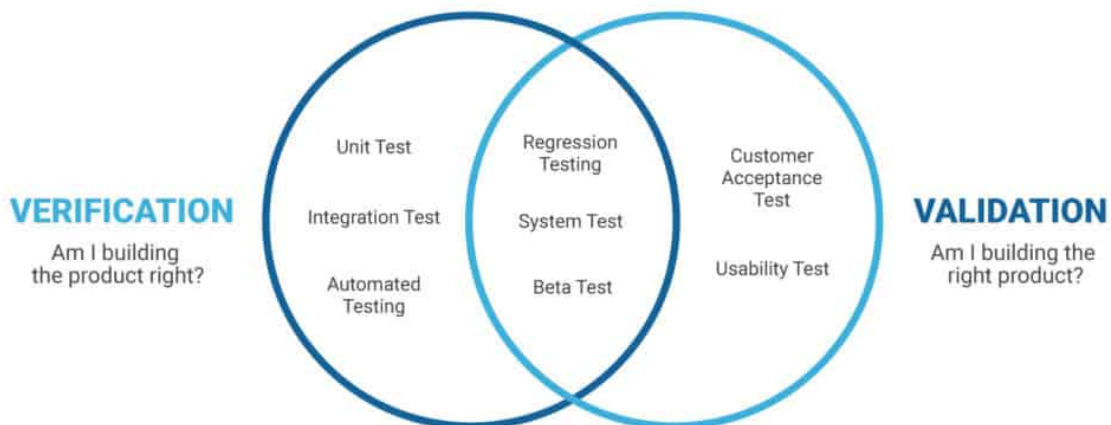 VERIFICATION
Am I building
the product right?
Unit Test
Integration Test
Automated
Testing
Regression
Testing
System Test
Beta Test
Customer
Acceptance
Test
Usability Test
VALIDATION
Am I building the
right product?